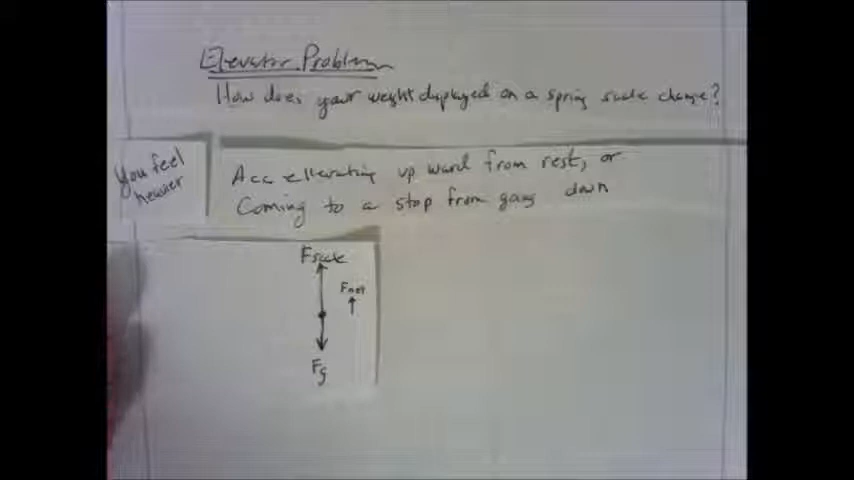 Elevator Problem
How does your weight displayed on a spring scale change?
You feel
heavier
Accellerating upward from rest, or
Coming to a stop from going down
Fscale
Fnet
Fg